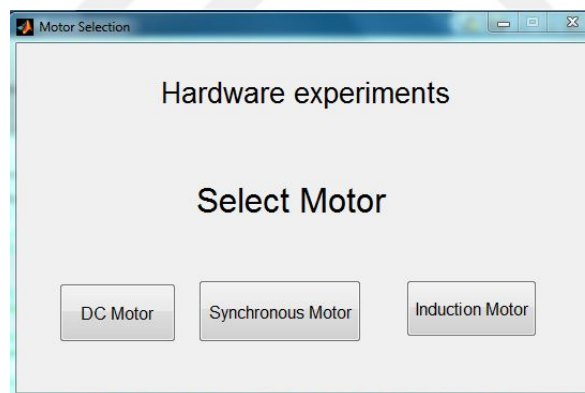 Motor Selection
Hardware experiments
Select Motor
DC Motor
Synchronous Motor
Induction Motor